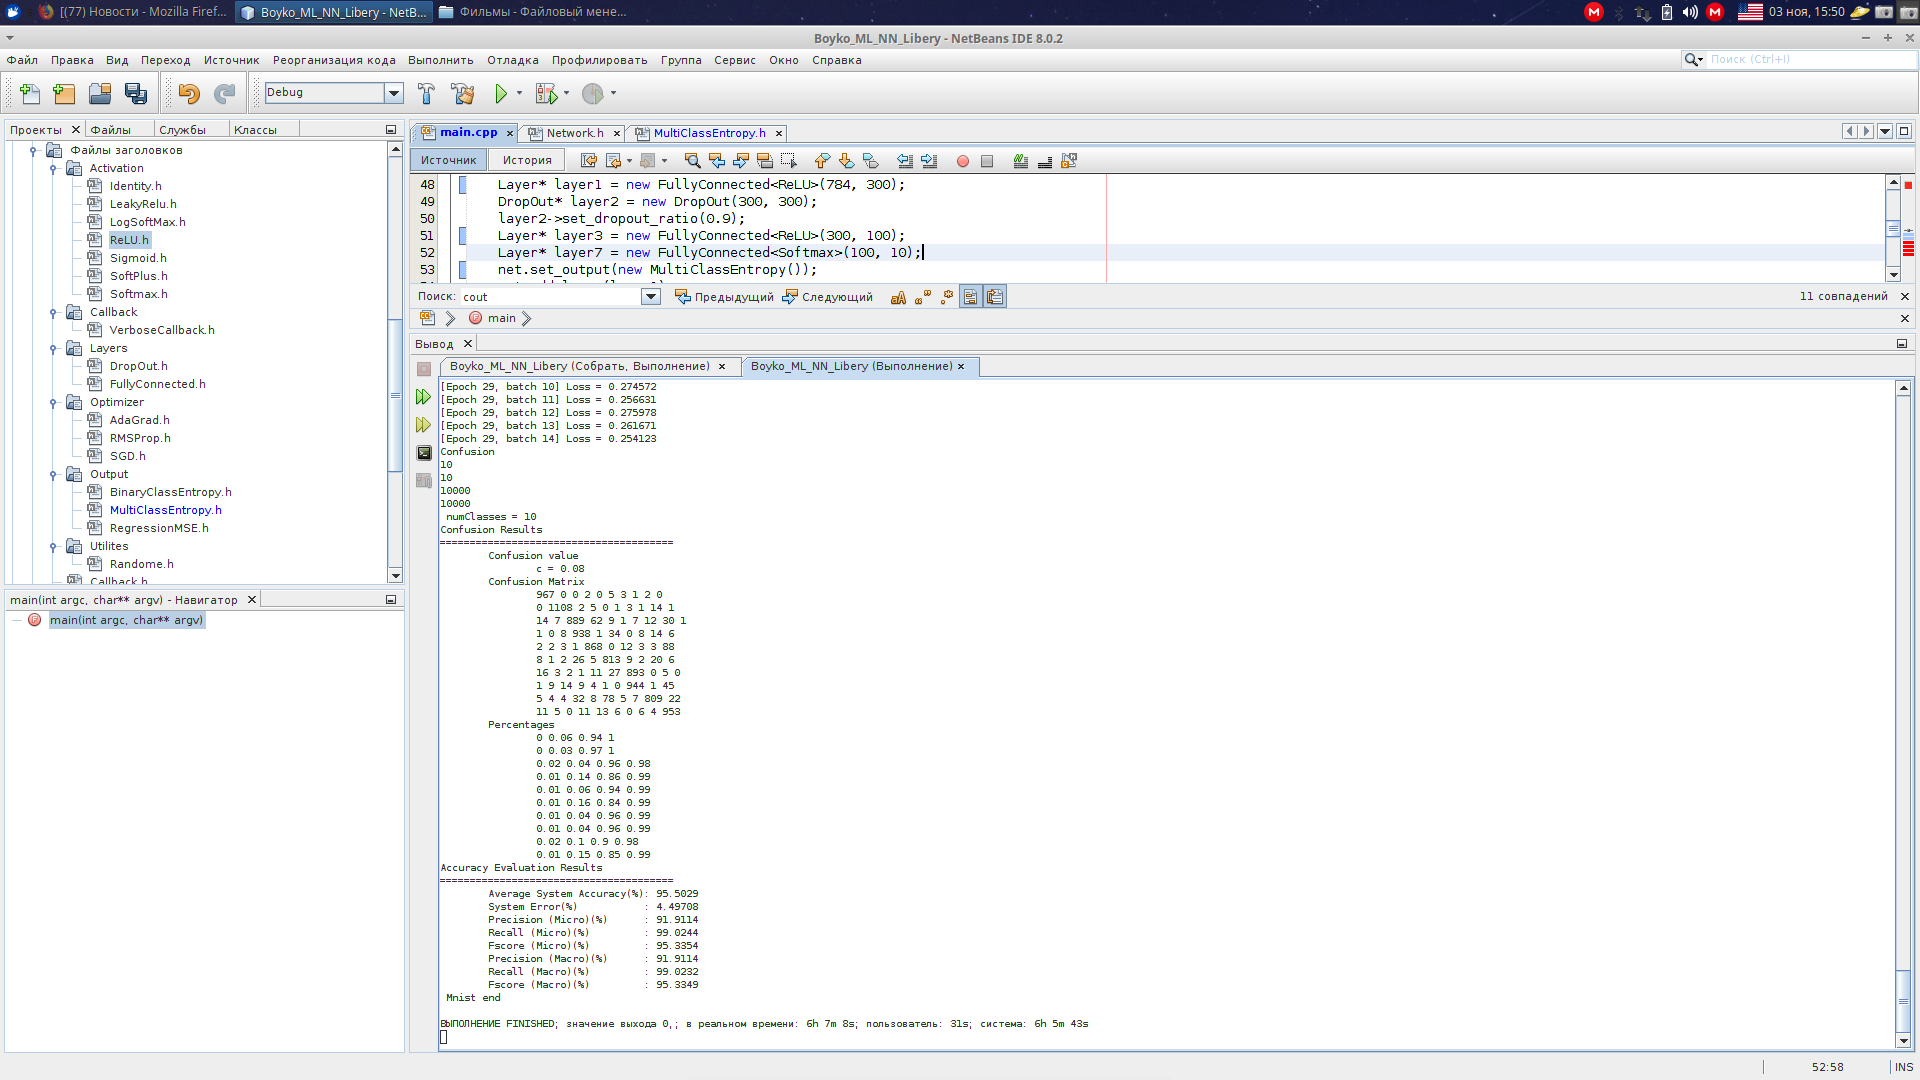 [(77) Новости - Mozilla Firef...
Boyko_ML_NN_Libery - NetB...
Фильмы - Файловый мене...
03 ноя, 15:50
Boyko_ML_NN_Libery - NetBeans IDE 8.0.2
Файл Правка Вид Переход Источник Реорганизация кода Выполнить Отладка Профилировать Группа Сервис Окно Справка
Поиск (Ctrl+I)
Debug
Проекты Файлы Службы Классы
Файлы заголовков
Activation
Identity.h
LeakyRelu.h
LogSoftMax.h
ReLU.h
Sigmoid.h
SoftPlus.h
Softmax.h
Callback
VerboseCallback.h
Layers
DropOut.h
FullyConnected.h
Optimizer
AdaGrad.h
RMSProp.h
SGD.h
Output
BinaryClassEntropy.h
MultiClassEntropy.h
RegressionMSE.h
Utilites
Randome.h
Callback.h
main(int argc, char** argv) - Навигатор
main(int argc, char** argv)
main.cpp Network.h MultiClassEntropy.h
Источник История
48 Layer* layer1 = new FullyConnected<ReLU>(784, 300);
49 DropOut* layer2 = new DropOut(300, 300);
50 layer2->set_dropout_ratio(0.9);
51 Layer* layer3 = new FullyConnected<ReLU>(300, 100);
52 Layer* layer7 = new FullyConnected<Softmax>(100, 10);
53 net.set_output(new MultiClassEntropy());
Поиск: cout Предыдущий Следующий 11 совпадений
main
Вывод
Boyko_ML_NN_Libery (Собрать, Выполнение) Boyko_ML_NN_Libery (Выполнение)
[Epoch 29, batch 10] Loss = 0.274572
[Epoch 29, batch 11] Loss = 0.256631
[Epoch 29, batch 12] Loss = 0.275978
[Epoch 29, batch 13] Loss = 0.261671
[Epoch 29, batch 14] Loss = 0.254123
Confusion
10
10
10000
10000
numClasses = 10
Confusion Results
=======================================
Confusion value
c = 0.08
Confusion Matrix
967 0 0 2 0 5 3 1 2 0
0 1108 2 5 0 1 3 1 14 1
14 7 889 62 9 1 7 12 30 1
1 0 8 938 1 34 0 8 14 6
2 2 3 1 868 0 12 3 3 88
8 1 2 26 5 813 9 2 20 6
16 3 2 1 11 27 893 0 5 0
1 9 14 9 4 1 0 944 1 45
5 4 4 32 8 78 5 7 809 22
11 5 0 11 13 6 0 6 4 953
Percentages
0 0.06 0.94 1
0 0.03 0.97 1
0.02 0.04 0.96 0.98
0.01 0.14 0.86 0.99
0.01 0.06 0.94 0.99
0.01 0.16 0.84 0.99
0.01 0.04 0.96 0.99
0.01 0.04 0.96 0.99
0.02 0.1 0.9 0.98
0.01 0.15 0.85 0.99
Accuracy Evaluation Results
=======================================
Average System Accuracy(%): 95.5029
System Error(%) : 4.49708
Precision (Micro)(%) : 91.9114
Recall (Micro)(%) : 99.0244
Fscore (Micro)(%) : 95.3354
Precision (Macro)(%) : 91.9114
Recall (Macro)(%) : 99.0232
Fscore (Macro)(%) : 95.3349
Mnist end
ВЫПОЛНЕНИЕ FINISHED; значение выхода 0,; в реальном времени: 6h 7m 8s; пользователь: 31s; система: 6h 5m 43s
52:58 INS